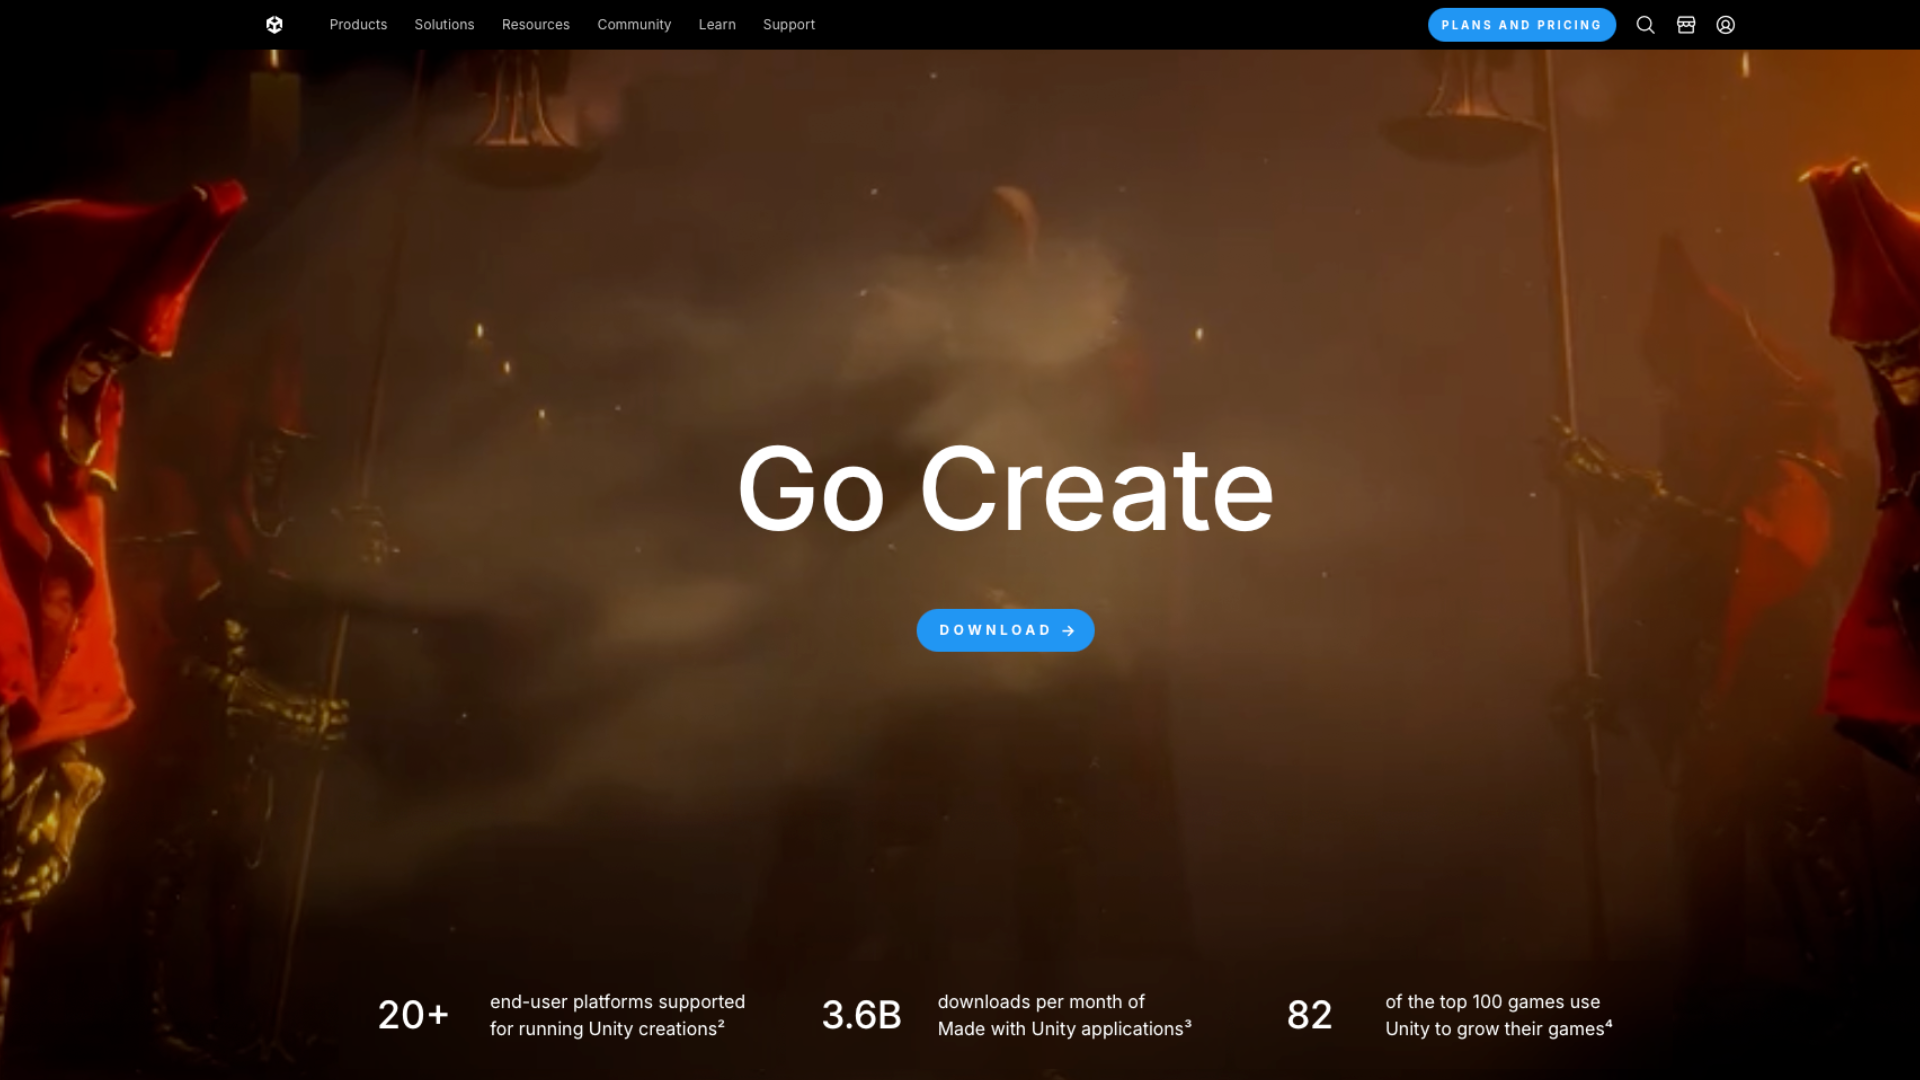 Products Solutions Resources Community Learn Support PLANS AND PRICING
Go Create
DOWNLOAD →
20+ end-user platforms supported
for running Unity creations²
3.6B downloads per month of
Made with Unity applications³
82 of the top 100 games use
Unity to grow their games⁴